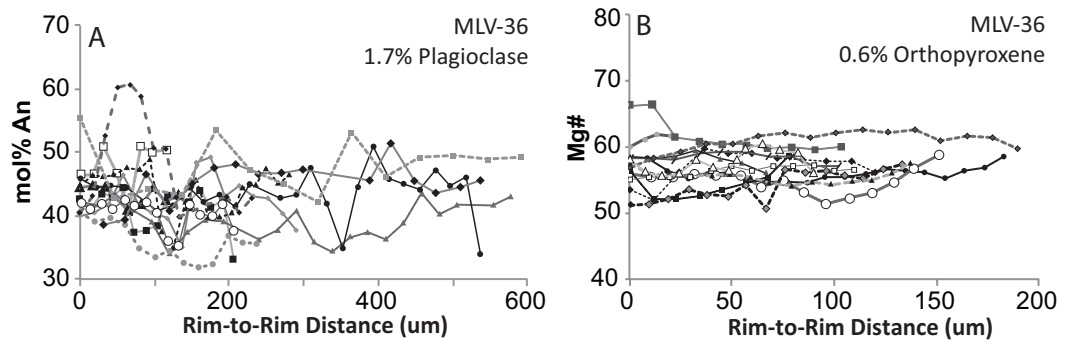 A
MLV-36
1.7% Plagioclase
mol% An
70
60
50
40
30
0
200
400
600
Rim-to-Rim Distance (um)
B
MLV-36
0.6% Orthopyroxene
Mg#
80
70
60
50
40
0
50
100
150
200
Rim-to-Rim Distance (um)